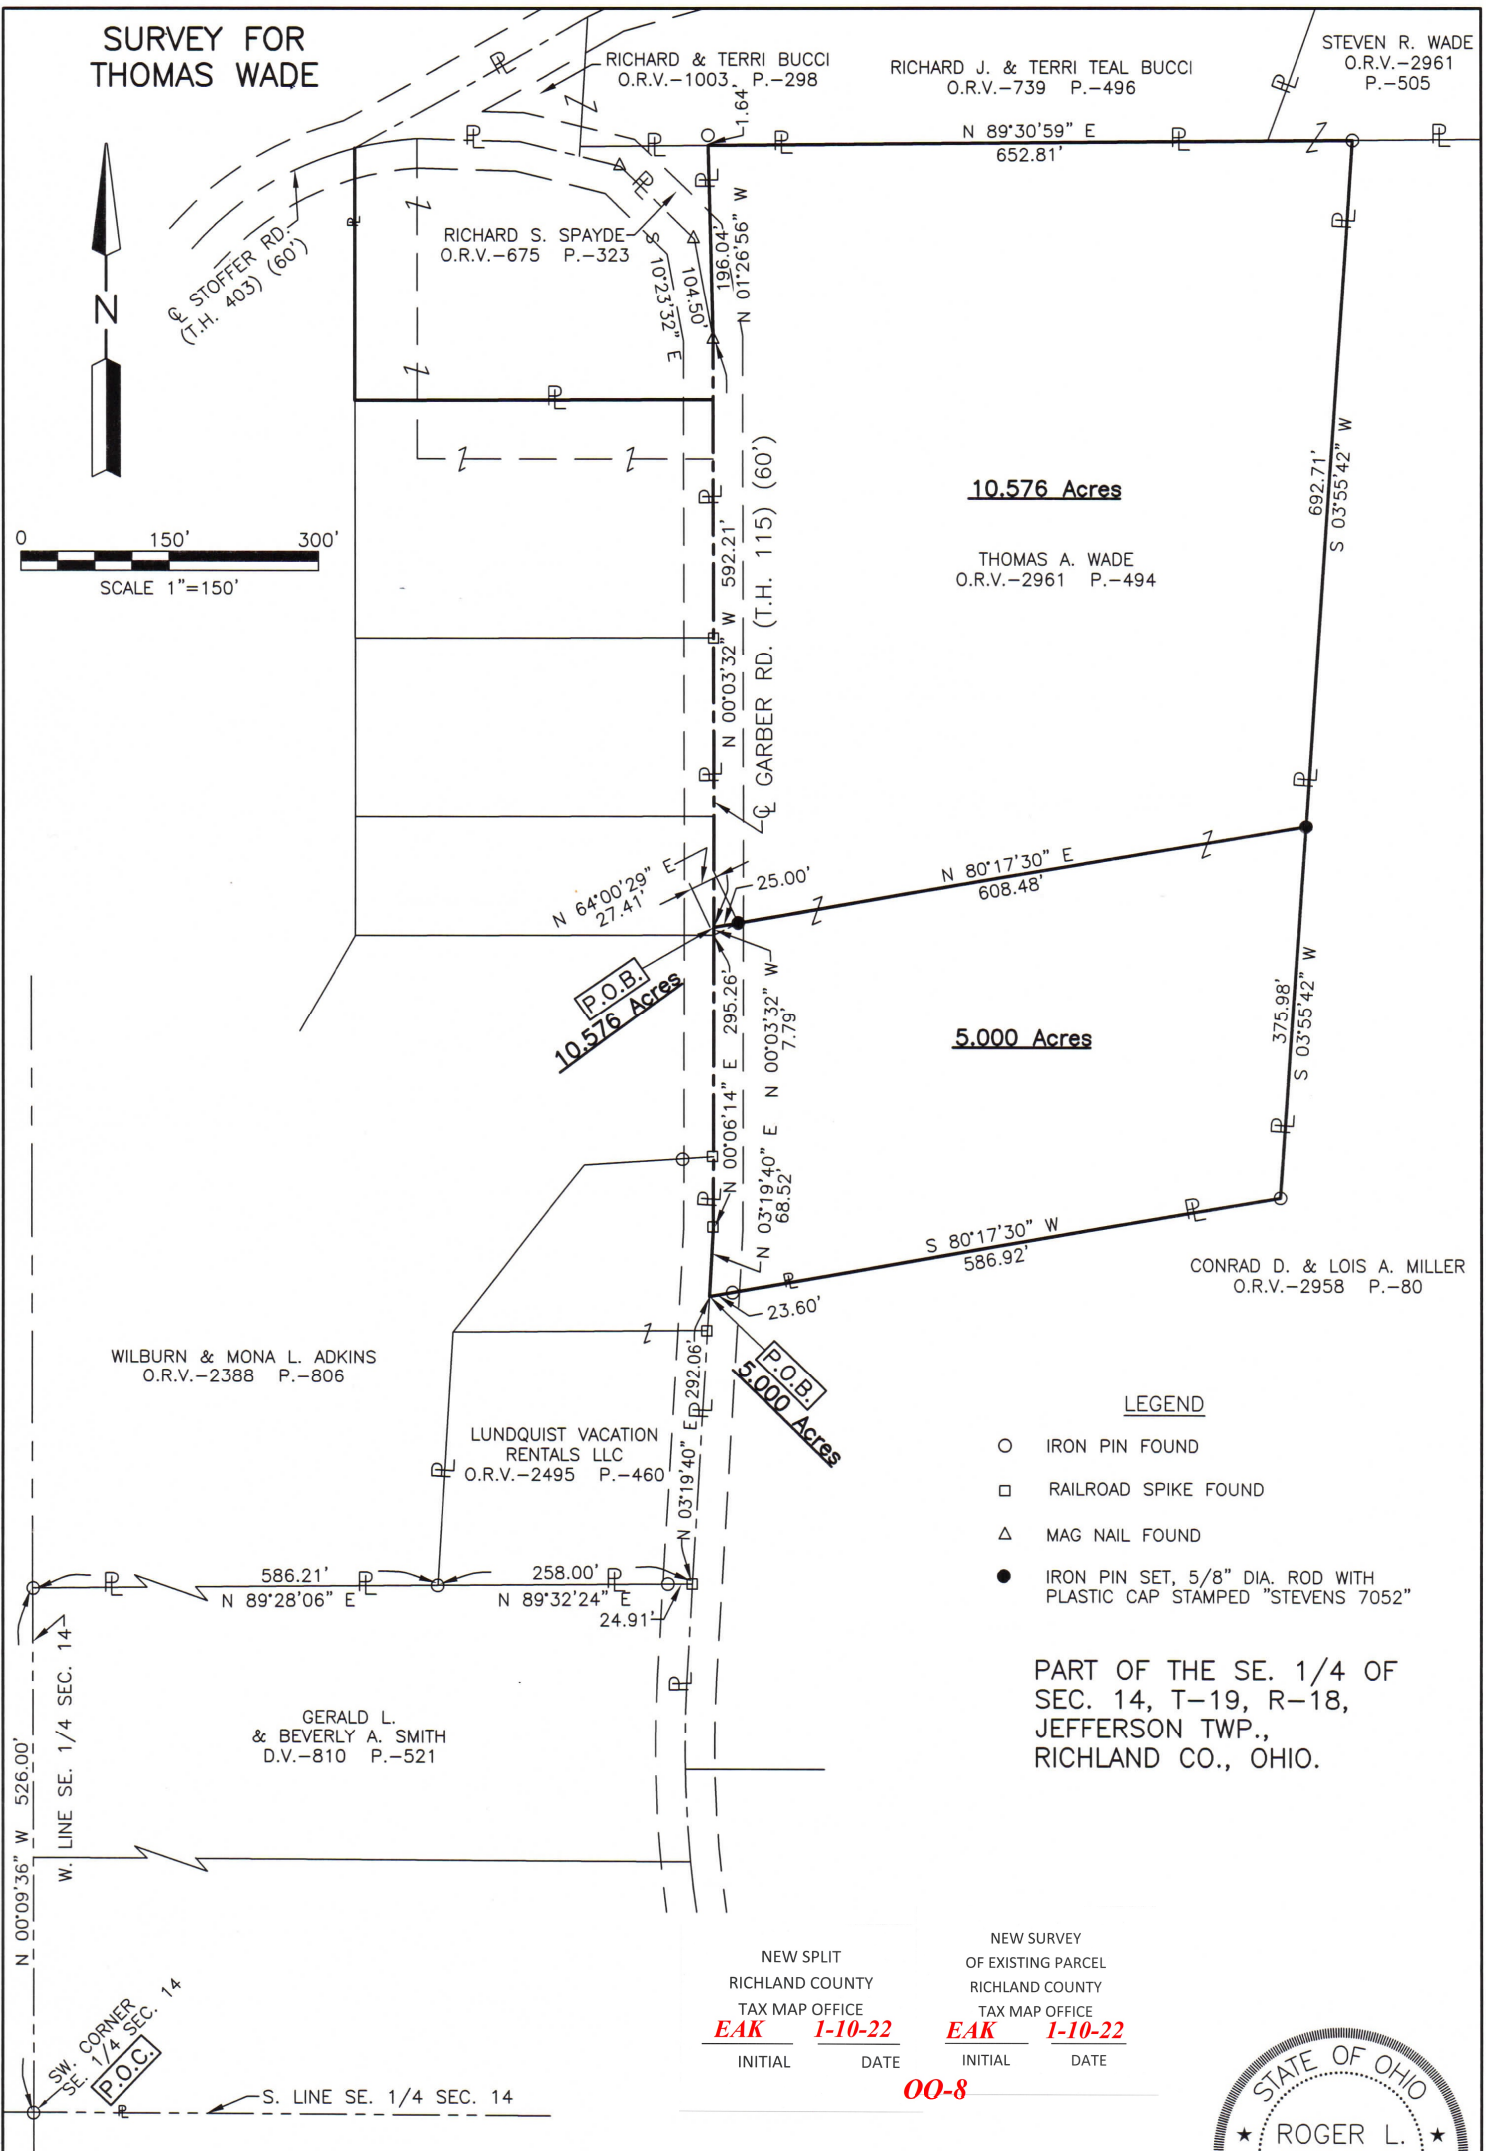 SURVEY FOR
THOMAS WADE
RICHARD & TERRI BUCCI
O.R.V.-1003 P.-298
RICHARD J. & TERRI TEAL BUCCI
O.R.V.-739 P.-496
STEVEN R. WADE
O.R.V.-2961
P.-505
1.64'
N 89°30'59" E
652.81'
N
℄ STOFFER RD.
(T.H. 403) (60')
RICHARD S. SPAYDE
O.R.V.-675 P.-323
S 10°23'32" E
104.50'
196.04'
N 01°26'56" W
0 150' 300'
SCALE 1"=150'
10.576 Acres
THOMAS A. WADE
O.R.V.-2961 P.-494
692.71'
S 03°55'42" W
N 00°03'32" W 592.21'
℄ GARBER RD. (T.H. 115) (60')
N 64°00'29" E
27.41'
25.00'
N 80°17'30" E
608.48'
P.O.B.
10.576 Acres
N 00°06'14" E 295.26'
N 00°03'32" W
7.79'
N 03°19'40" E
68.52'
5.000 Acres
375.98'
S 03°55'42" W
S 80°17'30" W
586.92'
23.60'
CONRAD D. & LOIS A. MILLER
O.R.V.-2958 P.-80
P.O.B.
5.000 Acres
WILBURN & MONA L. ADKINS
O.R.V.-2388 P.-806
LUNDQUIST VACATION
RENTALS LLC
O.R.V.-2495 P.-460
N 03°19'40" E 292.06'
LEGEND
IRON PIN FOUND
RAILROAD SPIKE FOUND
MAG NAIL FOUND
IRON PIN SET, 5/8" DIA. ROD WITH
PLASTIC CAP STAMPED "STEVENS 7052"
586.21'
N 89°28'06" E
258.00'
N 89°32'24" E
24.91'
PART OF THE SE. 1/4 OF
SEC. 14, T-19, R-18,
JEFFERSON TWP.,
RICHLAND CO., OHIO.
GERALD L.
& BEVERLY A. SMITH
D.V.-810 P.-521
N 00°09'36" W 526.00'
W. LINE SE. 1/4 SEC. 14
SW. CORNER
SE. 1/4 SEC. 14
P.O.C.
S. LINE SE. 1/4 SEC. 14
NEW SPLIT
RICHLAND COUNTY
TAX MAP OFFICE
EAK 1-10-22
INITIAL DATE
NEW SURVEY
OF EXISTING PARCEL
RICHLAND COUNTY
TAX MAP OFFICE
EAK 1-10-22
INITIAL DATE
OO-8
STATE OF OHIO
★ ROGER L. ★